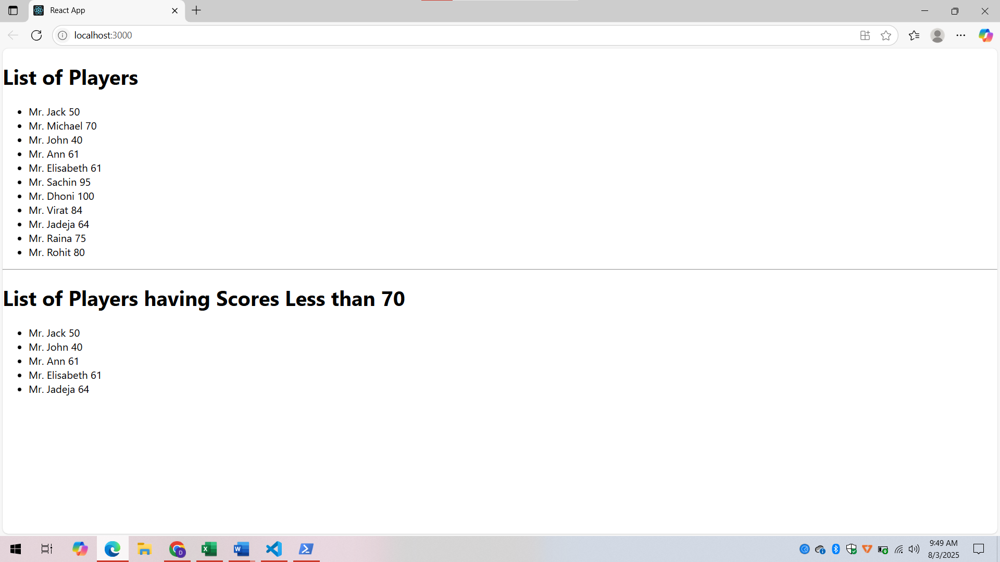 React App
localhost:3000
List of Players
Mr. Jack 50
Mr. Michael 70
Mr. John 40
Mr. Ann 61
Mr. Elisabeth 61
Mr. Sachin 95
Mr. Dhoni 100
Mr. Virat 84
Mr. Jadeja 64
Mr. Raina 75
Mr. Rohit 80
List of Players having Scores Less than 70
Mr. Jack 50
Mr. John 40
Mr. Ann 61
Mr. Elisabeth 61
Mr. Jadeja 64
9:49 AM
8/3/2025